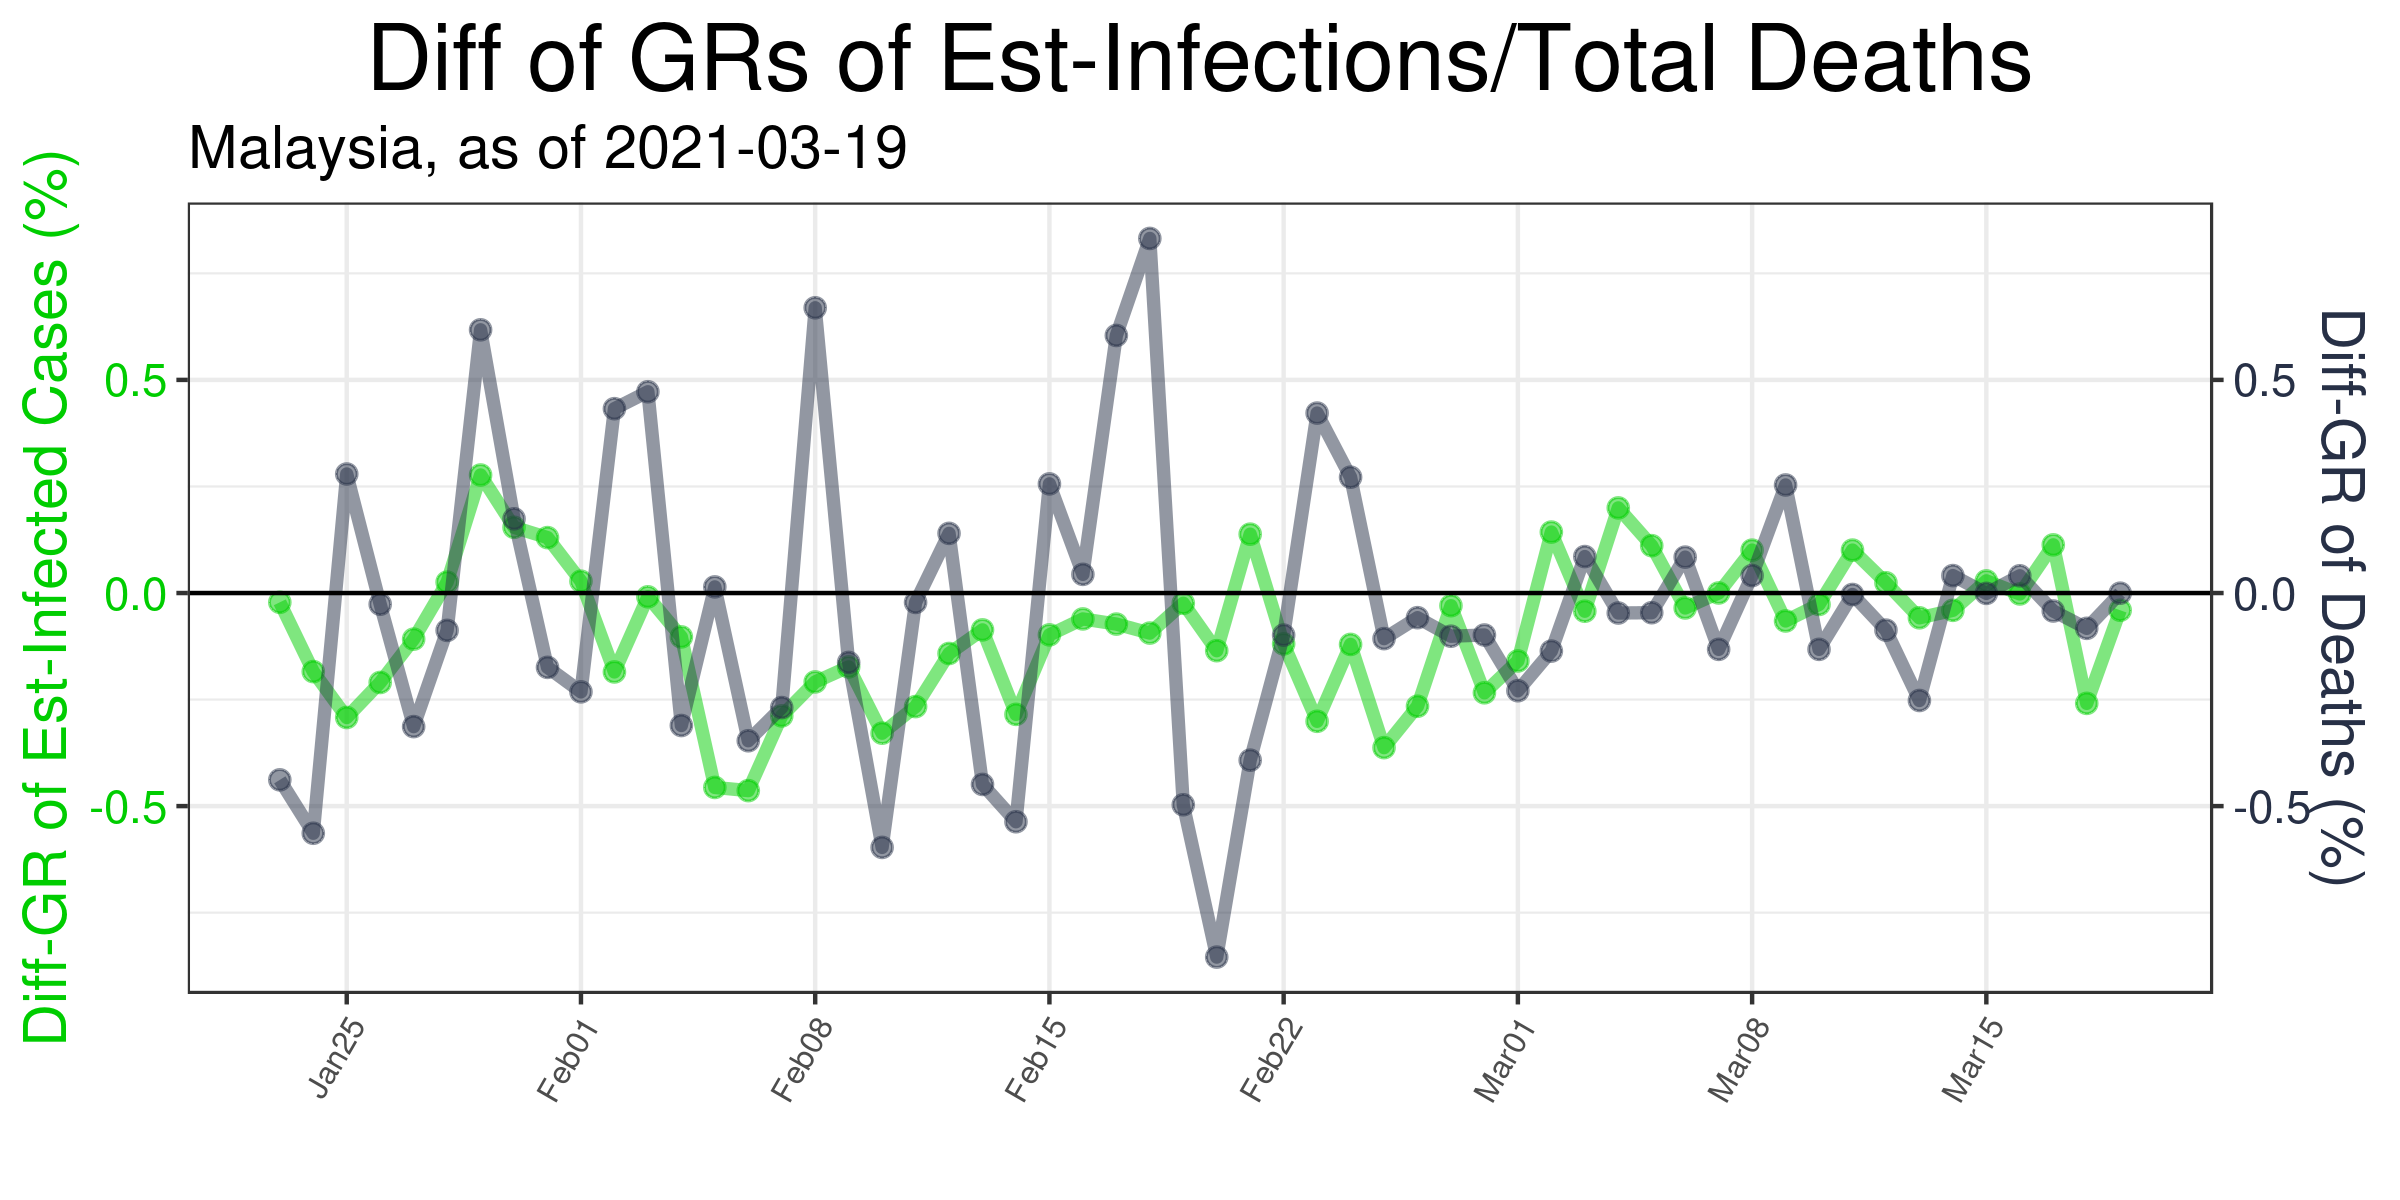 Diff of GRs of Est-Infections/Total Deaths
Malaysia, as of 2021-03-19
Diff-GR of Est-Infected Cases (%)
0.5
0.0
-0.5
0.5
0.0
-0.5
Diff-GR of Deaths (%)
Jan25
Feb01
Feb08
Feb15
Feb22
Mar01
Mar08
Mar15